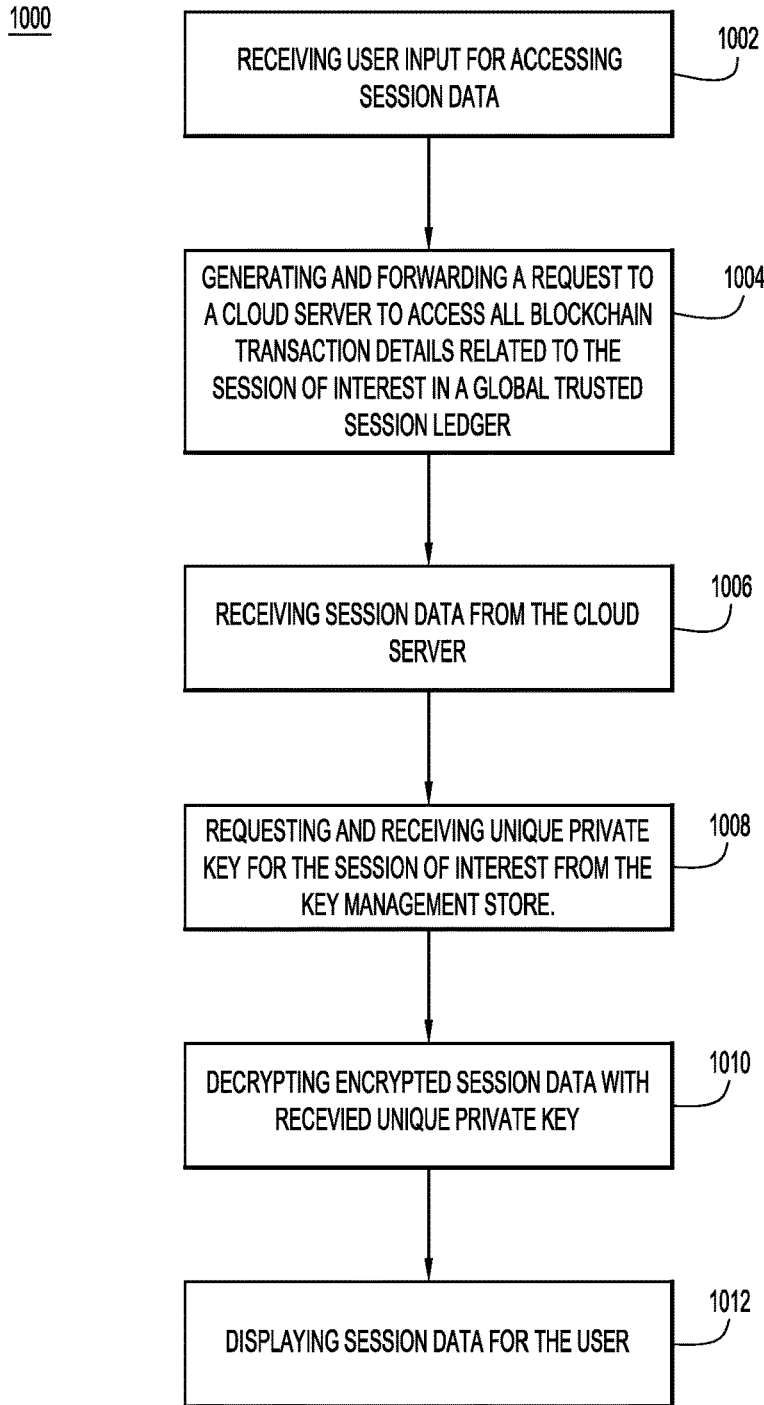 1000
RECEIVING USER INPUT FOR ACCESSING
SESSION DATA
1002
GENERATING AND FORWARDING A REQUEST TO
A CLOUD SERVER TO ACCESS ALL BLOCKCHAIN
TRANSACTION DETAILS RELATED TO THE
SESSION OF INTEREST IN A GLOBAL TRUSTED
SESSION LEDGER
1004
RECEIVING SESSION DATA FROM THE CLOUD
SERVER
1006
REQUESTING AND RECEIVING UNIQUE PRIVATE
KEY FOR THE SESSION OF INTEREST FROM THE
KEY MANAGEMENT STORE.
1008
DECRYPTING ENCRYPTED SESSION DATA WITH
RECEVIED UNIQUE PRIVATE KEY
1010
DISPLAYING SESSION DATA FOR THE USER
1012